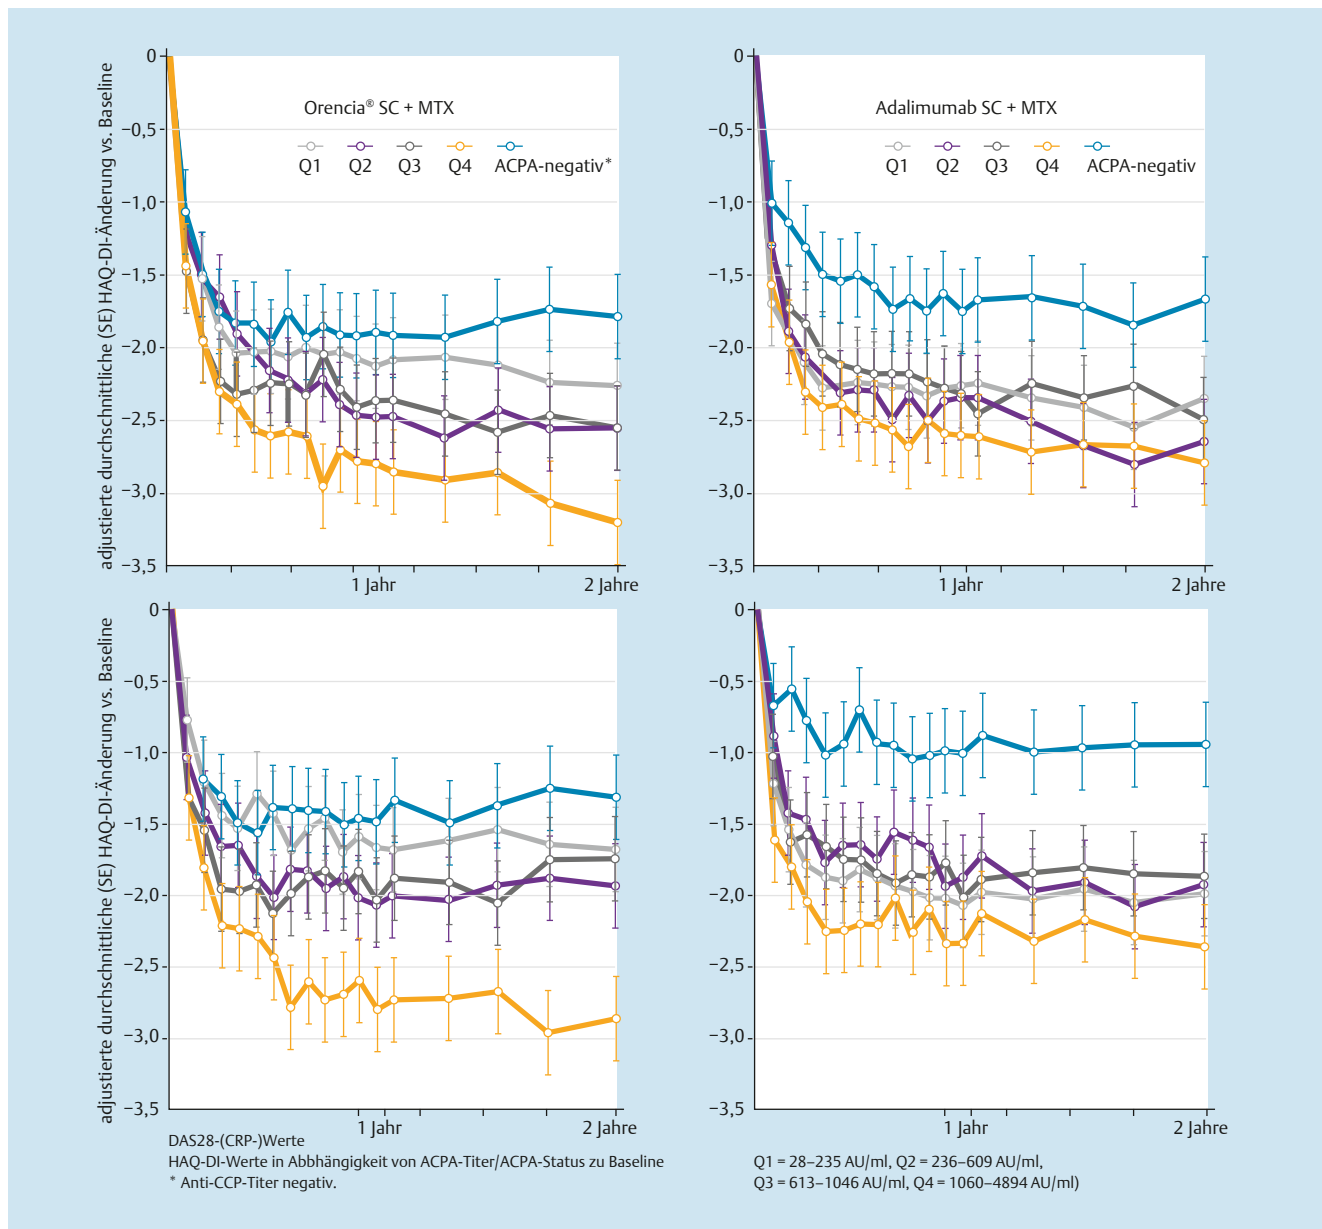 adjustierte durchschnittliche (SE) HAQ-DI-Änderung vs. Baseline
0
−0,5
−1,0
−1,5
−2,0
−2,5
−3,0
−3,5
Orencia® SC + MTX
Q1 Q2 Q3 Q4 ACPA-negativ*
1 Jahr 2 Jahre
0
−0,5
−1,0
−1,5
−2,0
−2,5
−3,0
−3,5
Adalimumab SC + MTX
Q1 Q2 Q3 Q4 ACPA-negativ
1 Jahr 2 Jahre
adjustierte durchschnittliche (SE) HAQ-DI-Änderung vs. Baseline
0
−0,5
−1,0
−1,5
−2,0
−2,5
−3,0
−3,5
1 Jahr 2 Jahre
0
−0,5
−1,0
−1,5
−2,0
−2,5
−3,0
−3,5
1 Jahr 2 Jahre
DAS28-(CRP-)Werte
HAQ-DI-Werte in Abbhängigkeit von ACPA-Titer/ACPA-Status zu Baseline
* Anti-CCP-Titer negativ.
Q1 = 28–235 AU/ml, Q2 = 236–609 AU/ml,
Q3 = 613–1046 AU/ml, Q4 = 1060–4894 AU/ml)